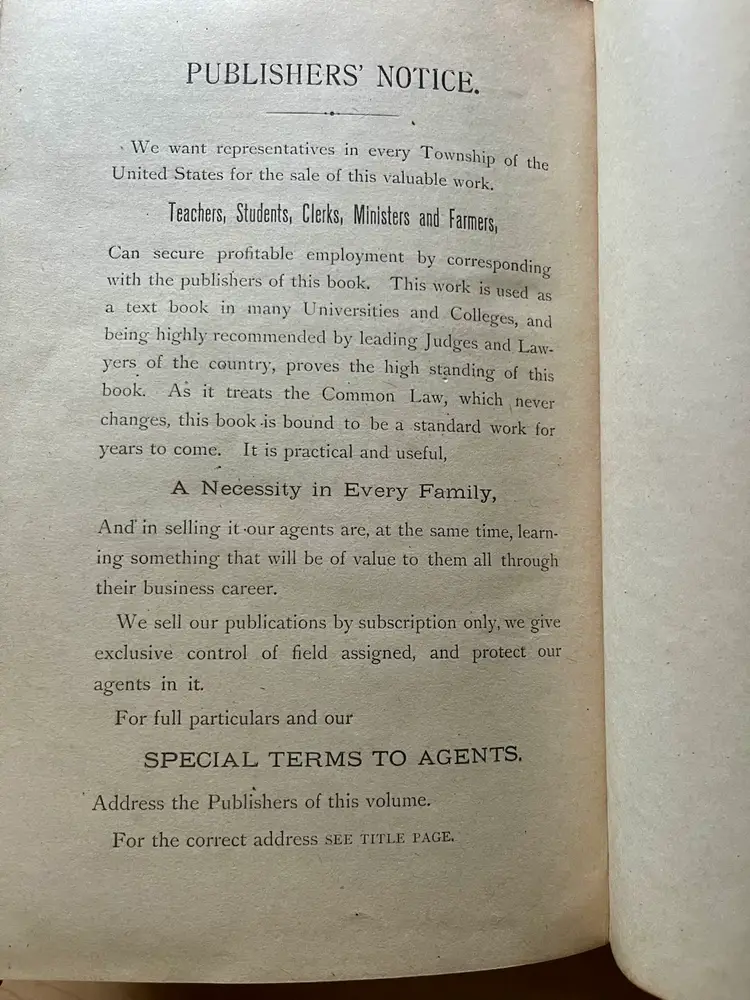 PUBLISHERS' NOTICE.
We want representatives in every Township of the
United States for the sale of this valuable work.
Teachers, Students, Clerks, Ministers and Farmers,
Can secure profitable employment by corresponding
with the publishers of this book. This work is used as
a text book in many Universities and Colleges, and
being highly recommended by leading Judges and Law-
yers of the country, proves the high standing of this
book. As it treats the Common Law, which never
changes, this book is bound to be a standard work for
years to come. It is practical and useful,
A Necessity in Every Family,
And in selling it our agents are, at the same time, learn-
ing something that will be of value to them all through
their business career.
We sell our publications by subscription only, we give
exclusive control of field assigned, and protect our
agents in it.
For full particulars and our
SPECIAL TERMS TO AGENTS.
Address the Publishers of this volume.
For the correct address SEE TITLE PAGE.